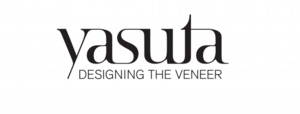 yasuta
DESIGNING THE VENEER